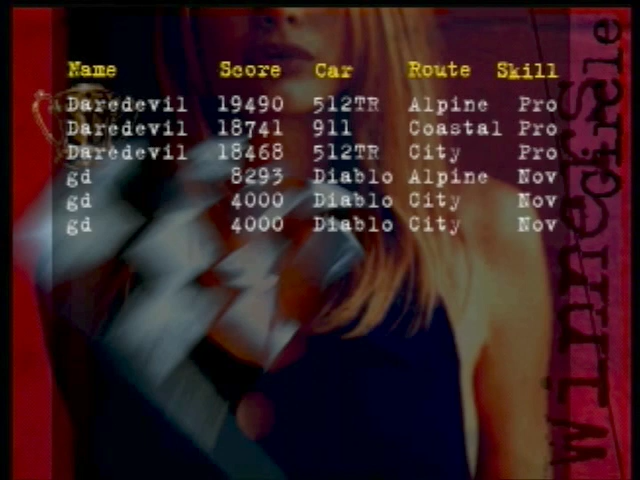 Name Score Car Route Skill
Daredevil 19490 512TR Alpine Pro
Daredevil 18741 911 Coastal Pro
Daredevil 18468 512TR City Pro
gd 8293 Diablo Alpine Nov
gd 4000 Diablo City Nov
gd 4000 Diablo City Nov
winners
circle